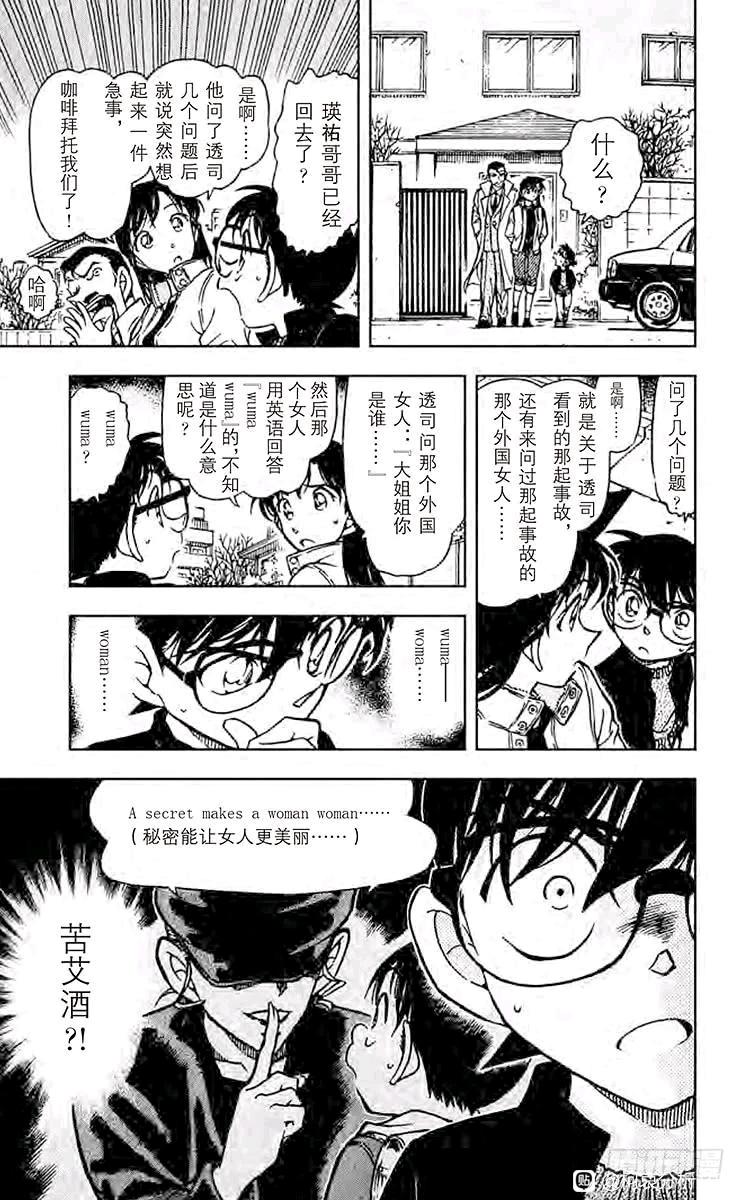 什么？
瑛祐哥哥已经
回去了？
是啊……
他问了透司
几个问题后
就说突然想
起来一件
急事，
咖啡拜托我们了！
哈啊
问了几个问题？
是啊……
就是关于透司
看到的那起事故，
还有来问过那起事故的
那个外国女人……
透司问那个外国
女人：『大姐姐你
是谁……』
然后那
个女人
用英语回答
『wuma
wuma』的，不知
道是什么意
思呢？
wuma
wuma？
wuma——
woma……
woman……
A secret makes a woman woman……
（秘密能让女人更美丽……）
苦艾酒?!